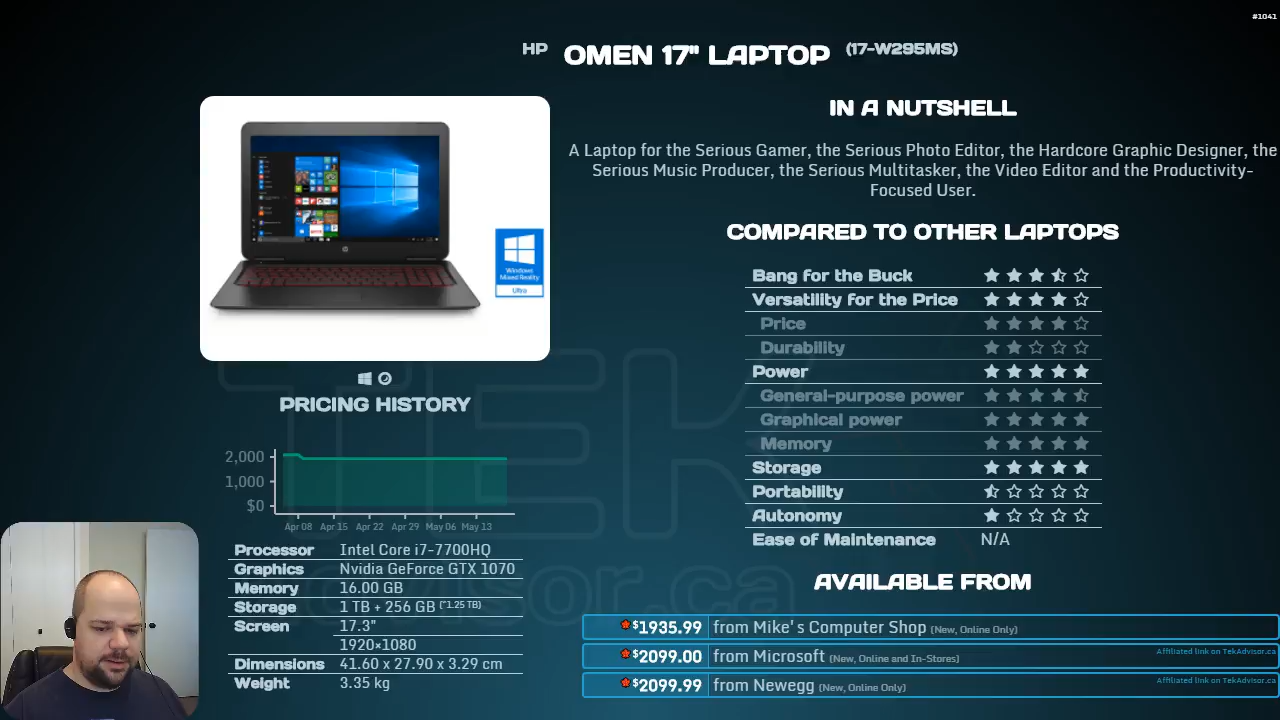 #1041
HP OMEN 17" LAPTOP (17-W295MS)
IN A NUTSHELL
A Laptop for the Serious Gamer, the Serious Photo Editor, the Hardcore Graphic Designer, the
Serious Music Producer, the Serious Multitasker, the Video Editor and the Productivity-
Focused User.
Windows
Mixed Reality
Ultra
COMPARED TO OTHER LAPTOPS
Bang for the Buck
Versatility for the Price
Price
Durability
Power
General-purpose power
Graphical power
Memory
Storage
Portability
Autonomy
Ease of Maintenance N/A
PRICING HISTORY
2,000
1,000
$0
Apr 08 Apr 15 Apr 22 Apr 29 May 06 May 13
Processor Intel Core i7-7700HQ
Graphics Nvidia GeForce GTX 1070
Memory 16.00 GB
Storage 1 TB + 256 GB (~1.25 TB)
Screen 17.3"
1920×1080
Dimensions 41.60 x 27.90 x 3.29 cm
Weight 3.35 kg
AVAILABLE FROM
$1935.99 from Mike's Computer Shop (New, Online Only)
$2099.00 from Microsoft (New, Online and In-Stores) Affiliated link on TekAdvisor.ca
$2099.99 from Newegg (New, Online Only) Affiliated link on TekAdvisor.ca